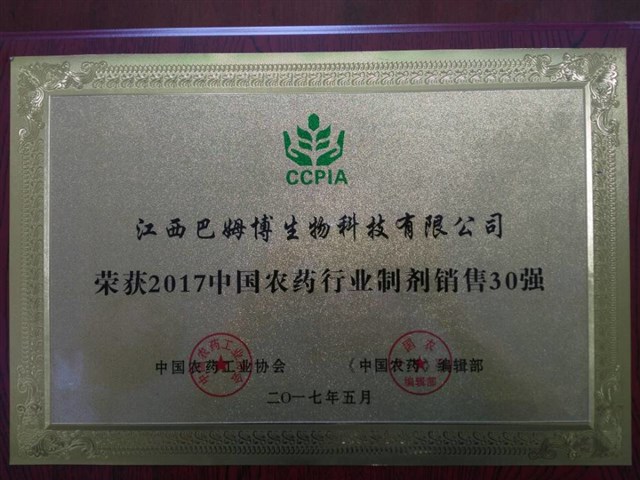 CCPIA
江西巴姆博生物科技有限公司
荣获2017中国农药行业制剂销售30强
中国农药工业协会 《中国农药》编辑部
二〇一七年五月